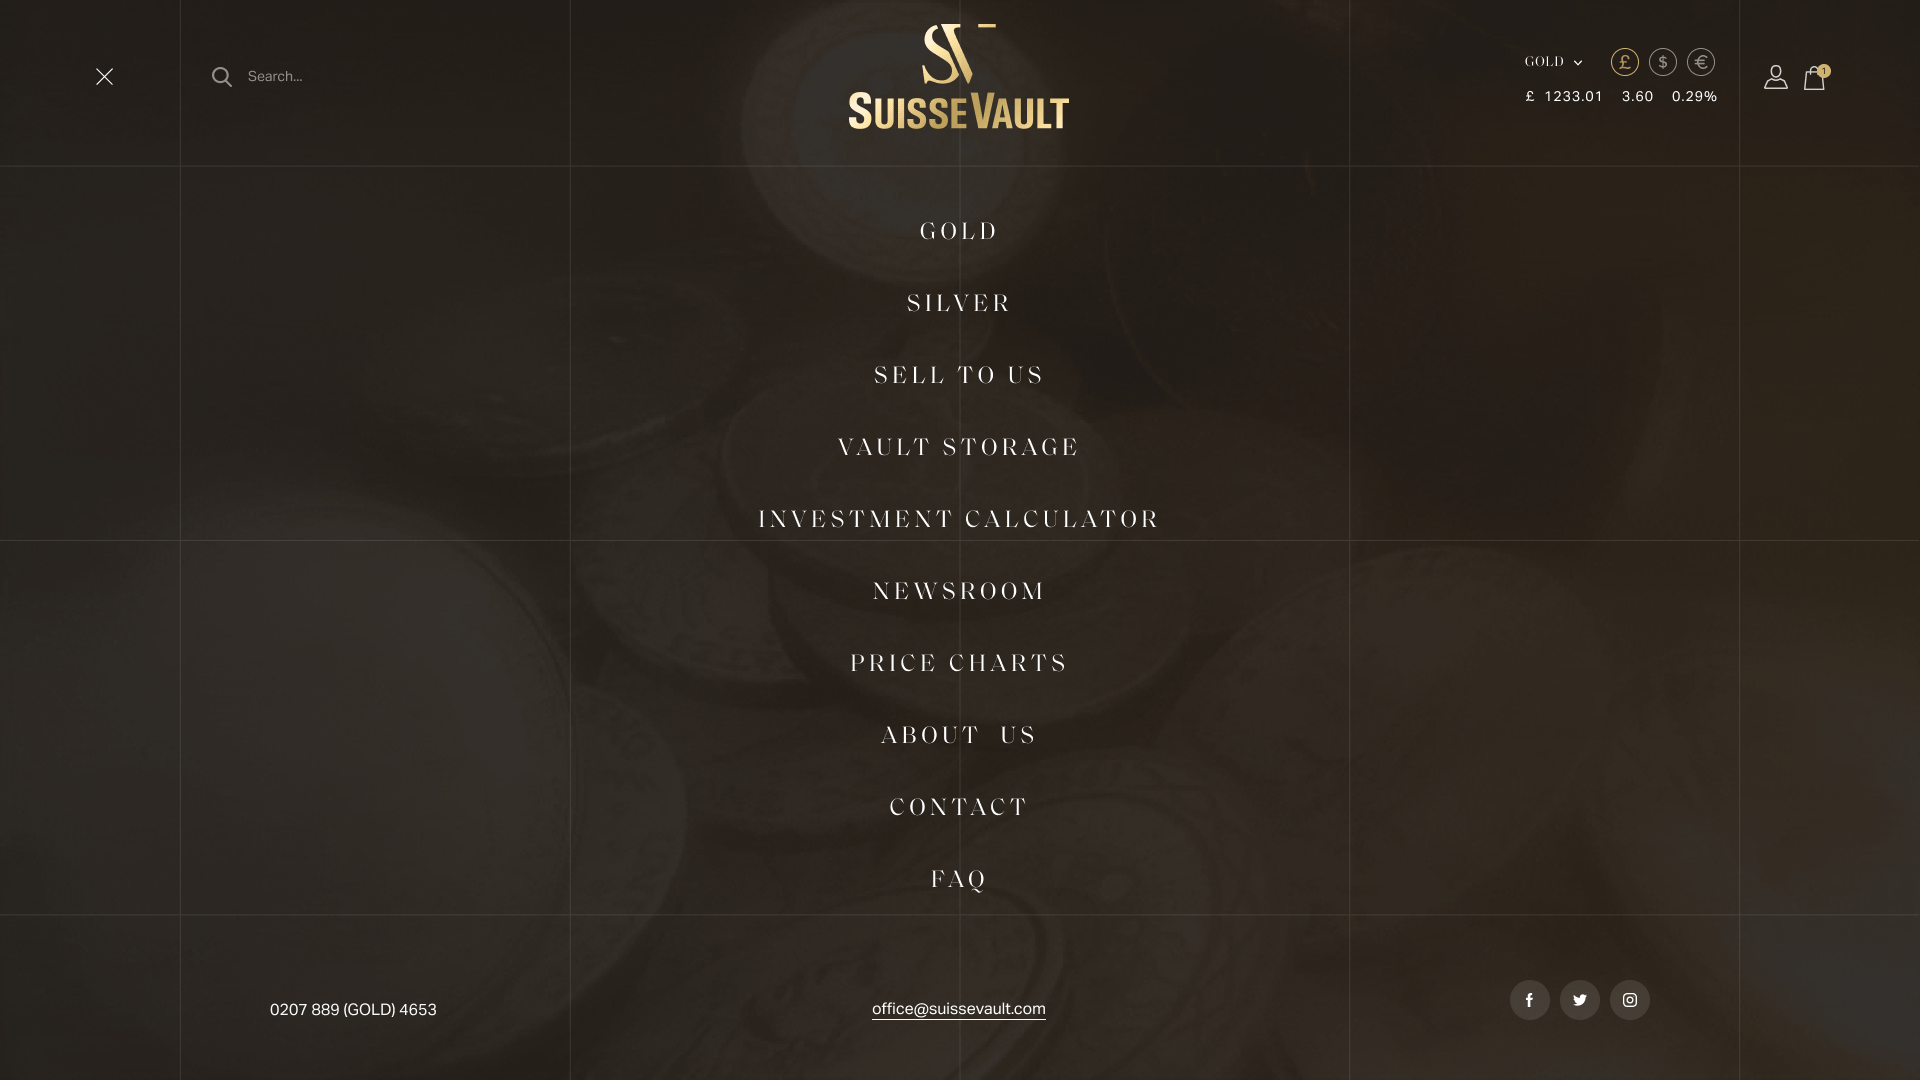 Search...
SV
SUISSEVAULT
GOLD
£ $ €
£ 1233.01 3.60 0.29%
1
GOLD
SILVER
SELL TO US
VAULT STORAGE
INVESTMENT CALCULATOR
NEWSROOM
PRICE CHARTS
ABOUT US
CONTACT
FAQ
0207 889 (GOLD) 4653
office@suissevault.com